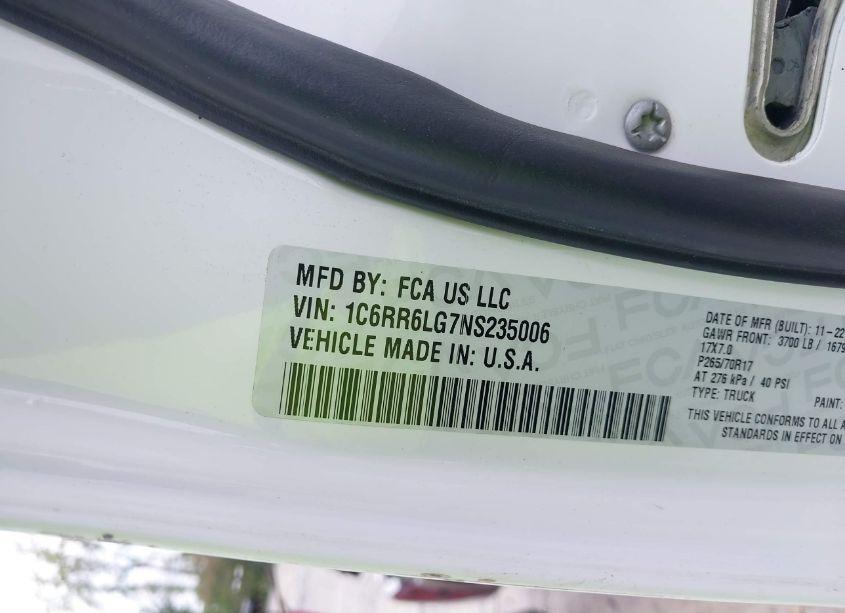 MFD BY: FCA US LLC
VIN: 1C6RR6LG7NS235006
VEHICLE MADE IN: U.S.A.
DATE OF MFR (BUILT): 11-22
GAWR FRONT: 3700 LB / 1679
17X7.0
P265/70R17
AT 276 kPa / 40 PSI
TYPE: TRUCK PAINT:
THIS VEHICLE CONFORMS TO ALL A
STANDARDS IN EFFECT ON